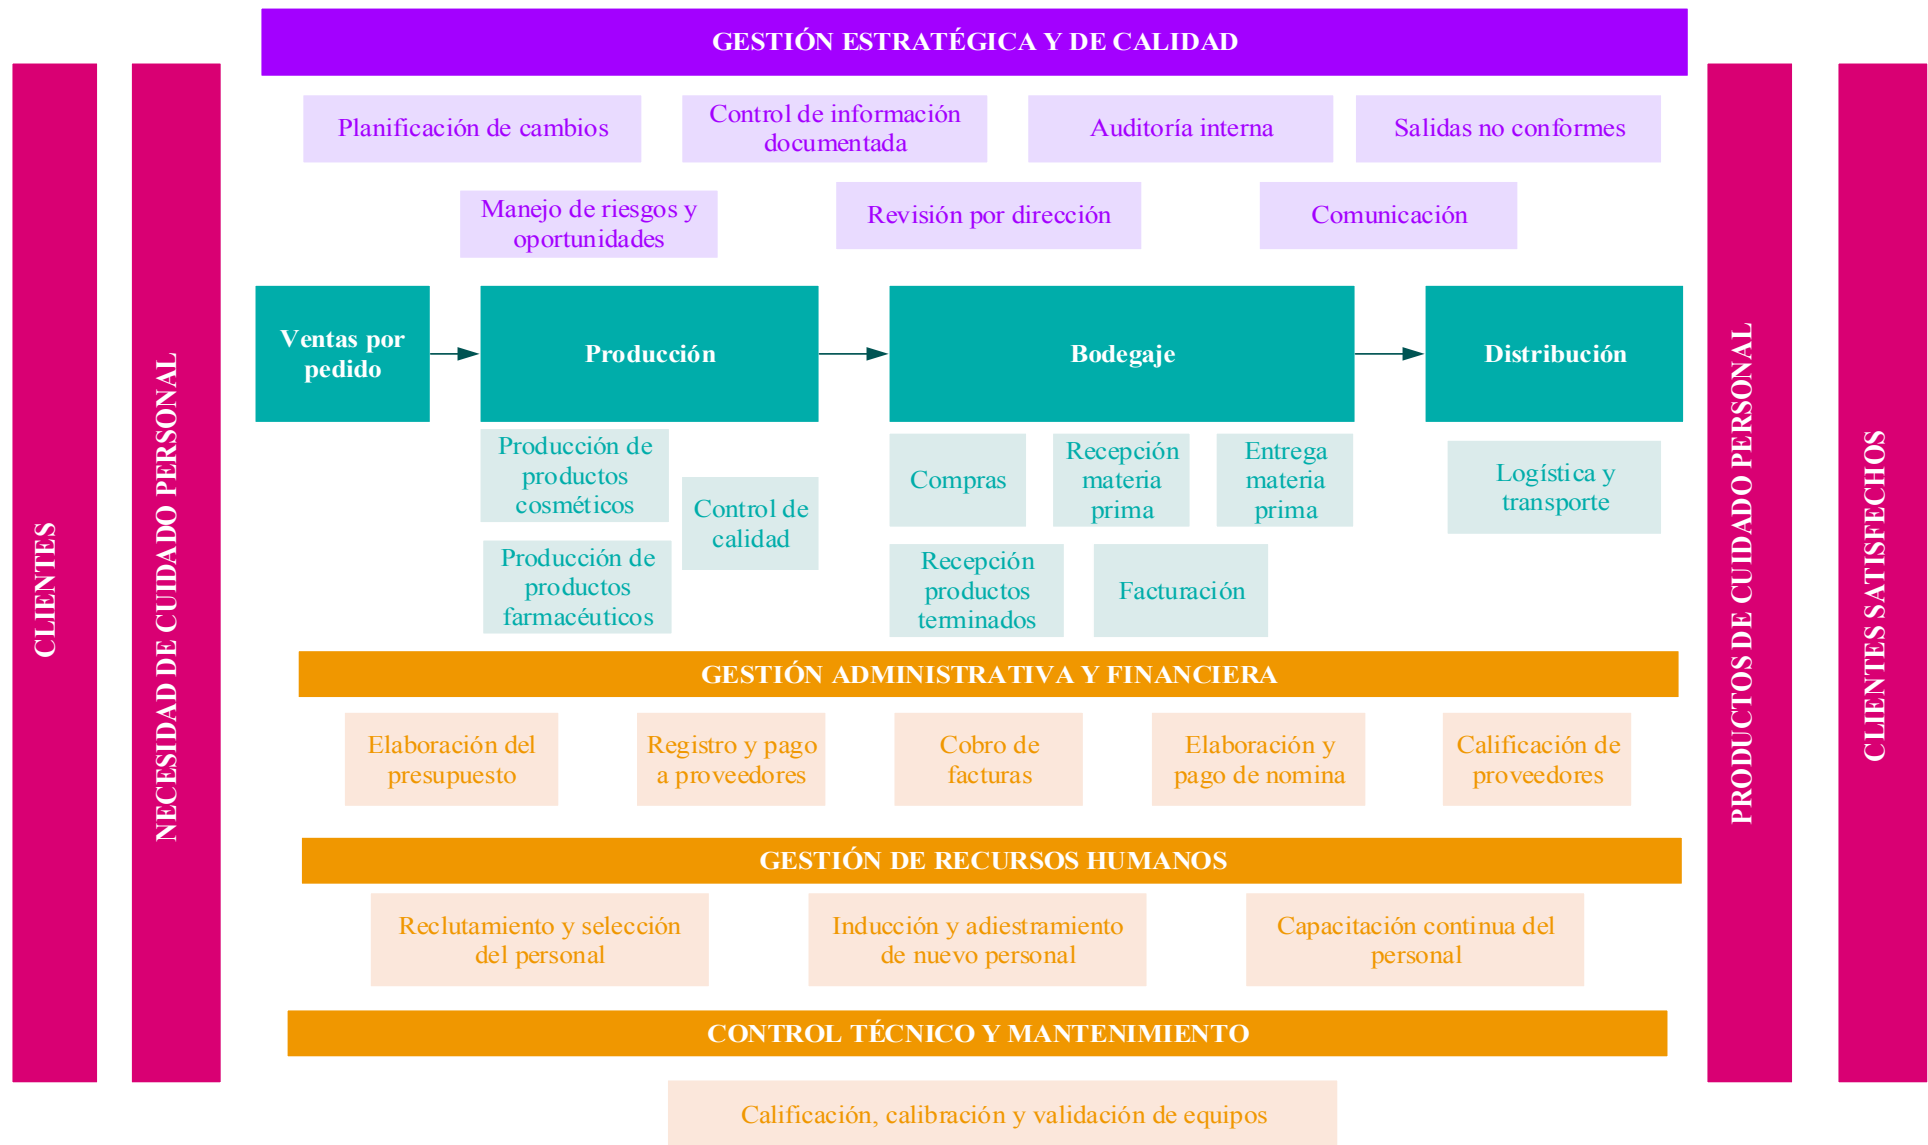 GESTIÓN ESTRATÉGICA Y DE CALIDAD
CLIENTES
NECESIDAD DE CUIDADO PERSONAL
Planificación de cambios
Control de información
documentada
Auditoría interna
Salidas no conformes
Manejo de riesgos y
oportunidades
Revisión por dirección
Comunicación
Ventas por
pedido
Producción
Bodegaje
Distribución
Producción de
productos
cosméticos
Control de
calidad
Producción de
productos
farmacéuticos
Compras
Recepción
materia
prima
Entrega
materia
prima
Recepción
productos
terminados
Facturación
Logística y
transporte
GESTIÓN ADMINISTRATIVA Y FINANCIERA
Elaboración del
presupuesto
Registro y pago
a proveedores
Cobro de
facturas
Elaboración y
pago de nomina
Calificación de
proveedores
GESTIÓN DE RECURSOS HUMANOS
Reclutamiento y selección
del personal
Inducción y adiestramiento
de nuevo personal
Capacitación continua del
personal
CONTROL TÉCNICO Y MANTENIMIENTO
Calificación, calibración y validación de equipos
PRODUCTOS DE CUIDADO PERSONAL
CLIENTES SATISFECHOS